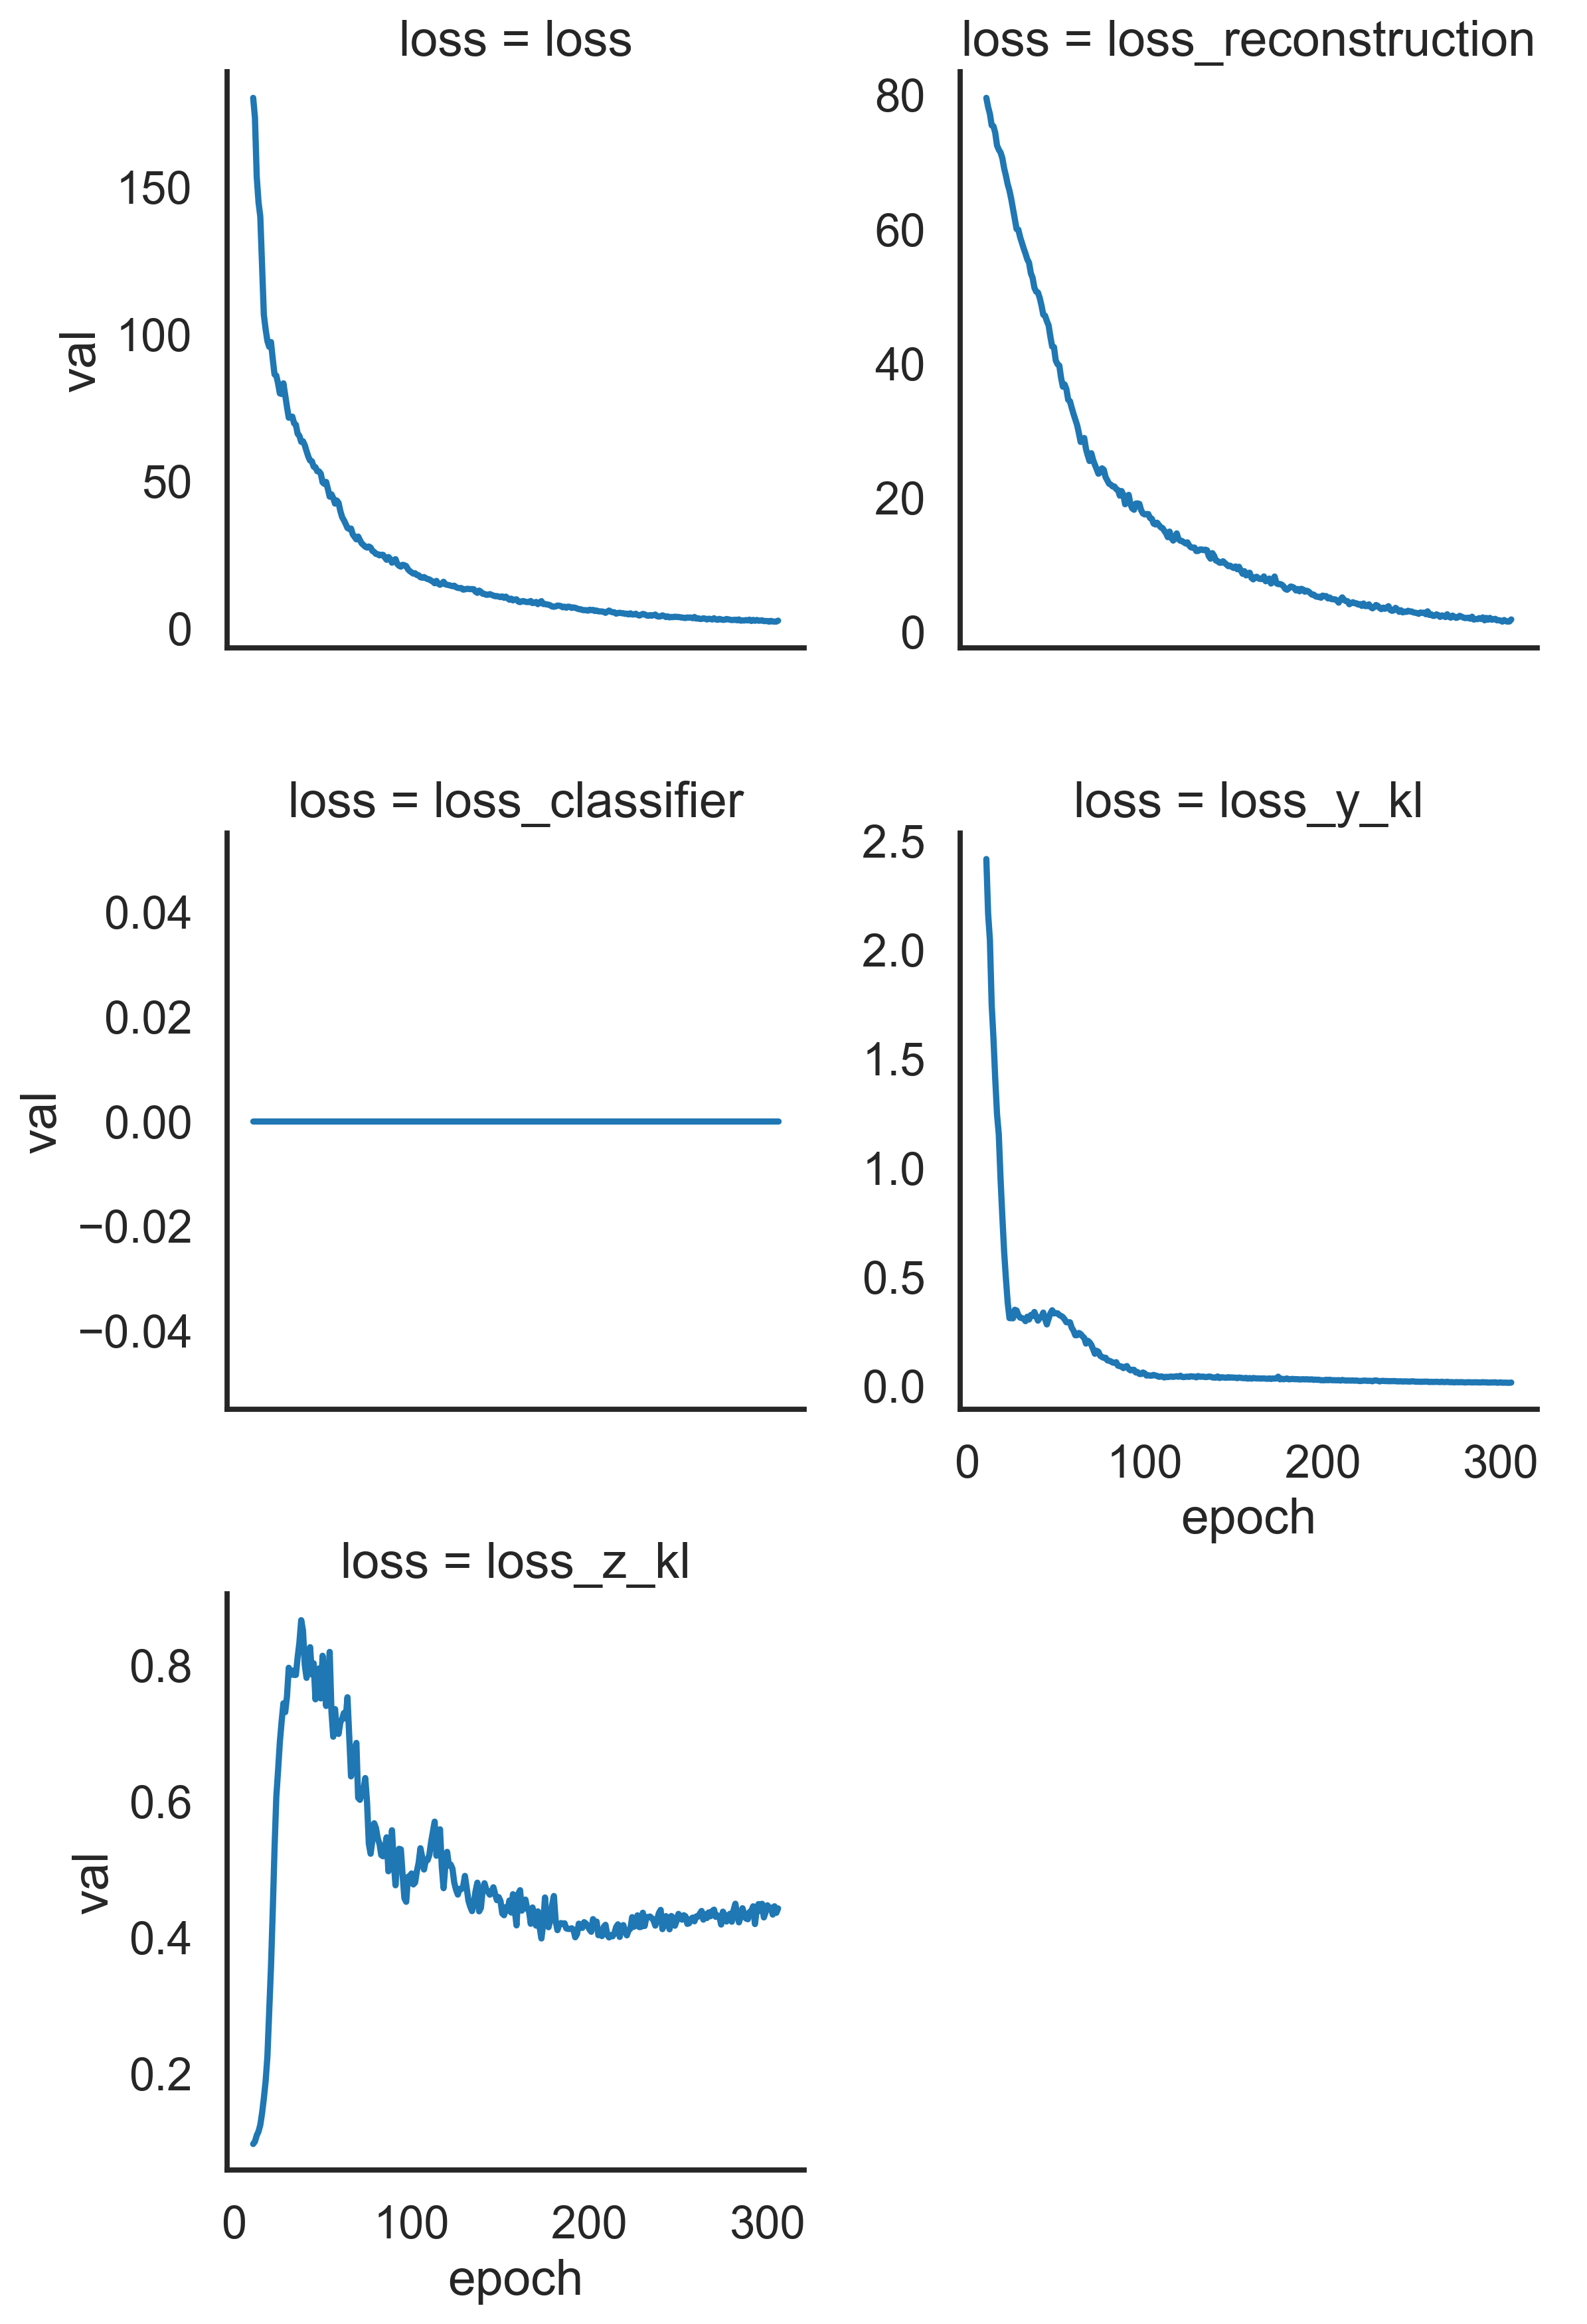 loss = loss
val
150
100
50
0
loss = loss_reconstruction
80
60
40
20
0
loss = loss_classifier
val
0.04
0.02
0.00
−0.02
−0.04
loss = loss_y_kl
2.5
2.0
1.5
1.0
0.5
0.0
0 100 200 300
epoch
loss = loss_z_kl
val
0.8
0.6
0.4
0.2
0 100 200 300
epoch